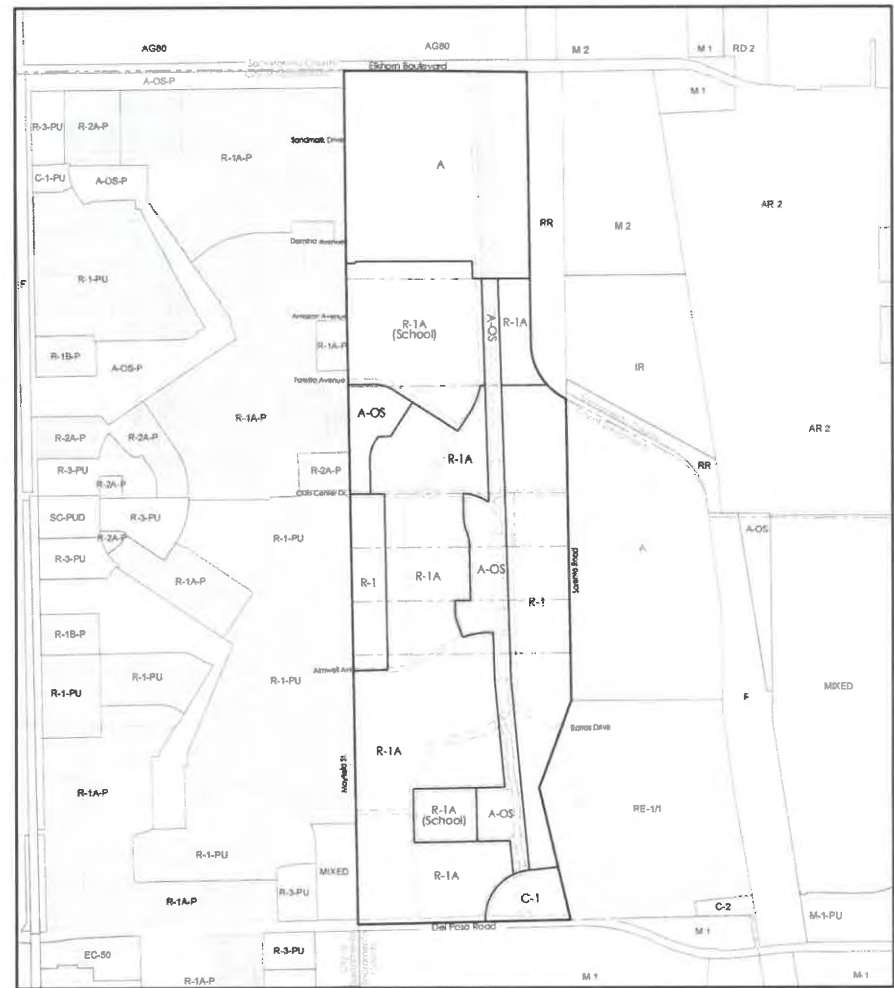 AG80
AG80
M 2
M 1
RD 2
Sacramento County
Elkhorn Boulevard
A-OS-P
M 1
R-3-PU
R-2A-P
Sandmark Drive
R-1A-P
A
C-1-PU
A-OS-P
AR 2
RR
M 2
Domino Avenue
R-1-PU
Amazon Avenue
R-1A
(School)
A-OS
R-1A
R-1A-P
R-1B-P
A-OS-P
IR
Faletto Avenue
A-OS
R-1A-P
R-2A-P
R-2A-P
AR 2
R-3-PU
R-2A-P
R-1A
RR
R-2A-P
Club Center Dr.
SC-PUD
R-3-PU
A-OS
R-2A-P
R-1-PU
R-3-PU
R-1A-P
R-1
R-1A
A-OS
A
Sorento Road
R-1
R-1B-P
Aimwell Ave
R-1-PU
R-1-PU
R-1-PU
MIXED
F
Barros Drive
R-1A
Mayfield St.
R-1A-P
R-1A
(School)
A-OS
RE-1/1
R-1-PU
MIXED
R-3-PU
R-1A
R-1A-P
C-1
C-2
M-1-PU
Del Paso Road
M 1
EC-50
R-3-PU
R-1A-P
M-1
M-1